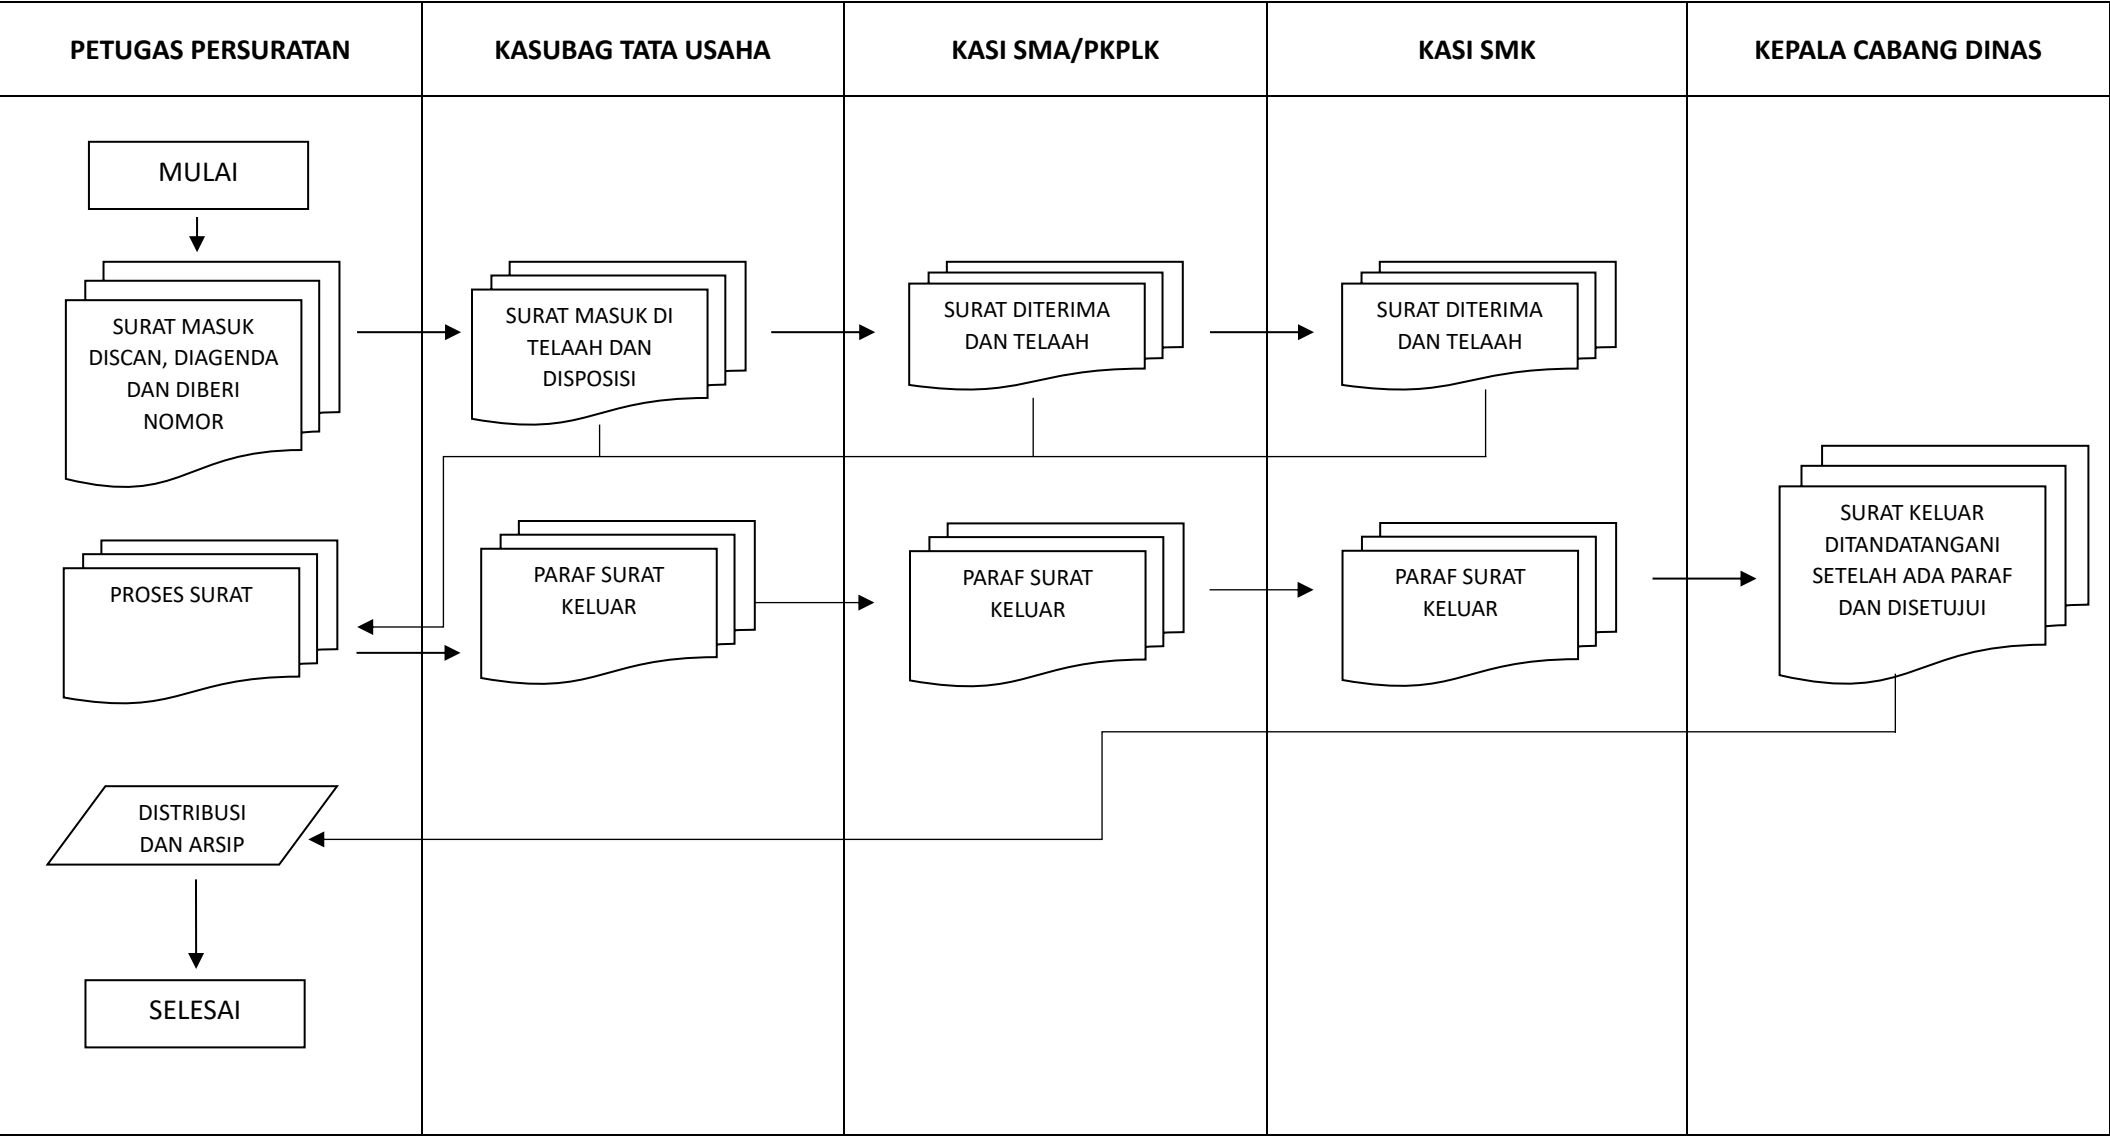 PETUGAS PERSURATAN
KASUBAG TATA USAHA
KASI SMA/PKPLK
KASI SMK
KEPALA CABANG DINAS
MULAI
SURAT MASUK
DISCAN, DIAGENDA
DAN DIBERI
NOMOR
SURAT MASUK DI
TELAAH DAN
DISPOSISI
SURAT DITERIMA
DAN TELAAH
SURAT DITERIMA
DAN TELAAH
PROSES SURAT
PARAF SURAT
KELUAR
PARAF SURAT
KELUAR
PARAF SURAT
KELUAR
SURAT KELUAR
DITANDATANGANI
SETELAH ADA PARAF
DAN DISETUJUI
DISTRIBUSI
DAN ARSIP
SELESAI